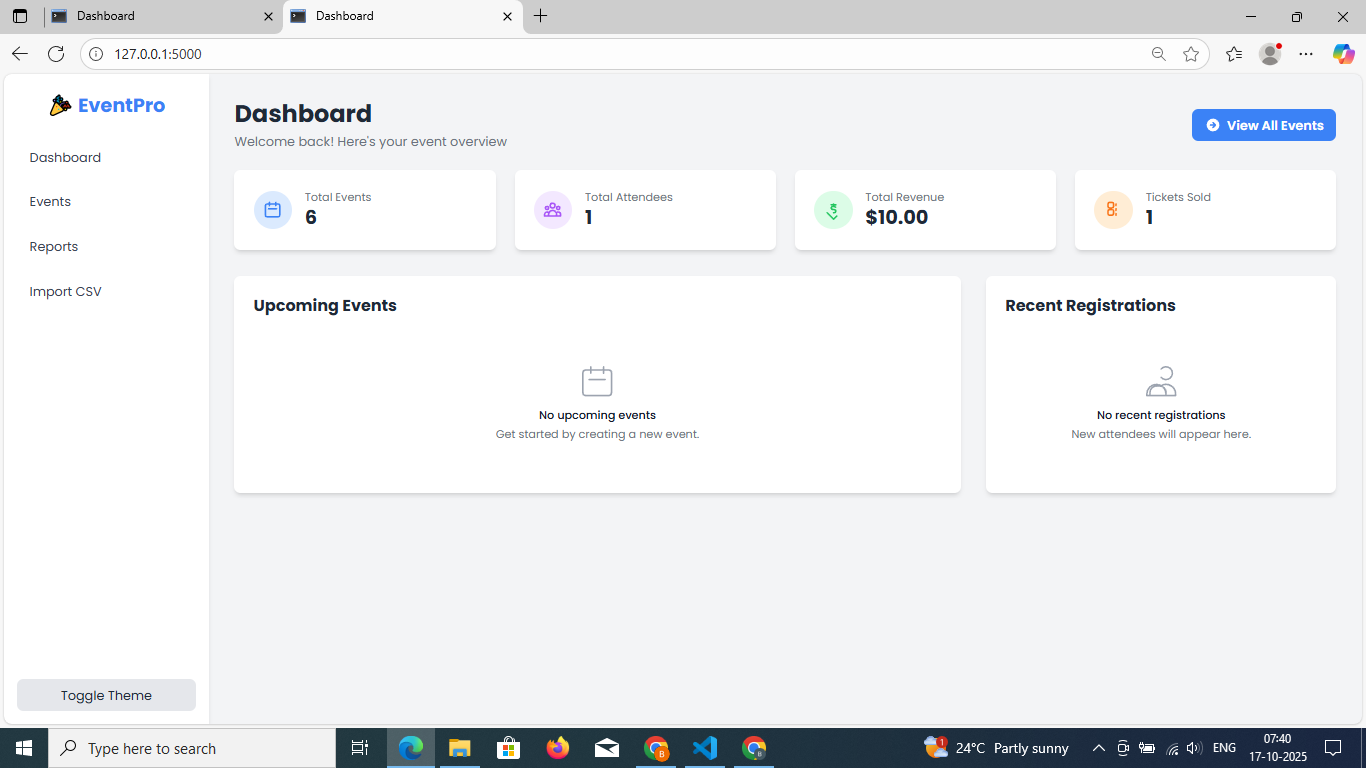 Dashboard
Dashboard
127.0.0.1:5000
EventPro
Dashboard
Events
Reports
Import CSV
Toggle Theme
Dashboard
Welcome back! Here's your event overview
View All Events
Total Events
6
Total Attendees
1
Total Revenue
$10.00
Tickets Sold
1
Upcoming Events
No upcoming events
Get started by creating a new event.
Recent Registrations
No recent registrations
New attendees will appear here.
Type here to search
B
B
1
24°C Partly sunny
ENG
07:40
17-10-2025